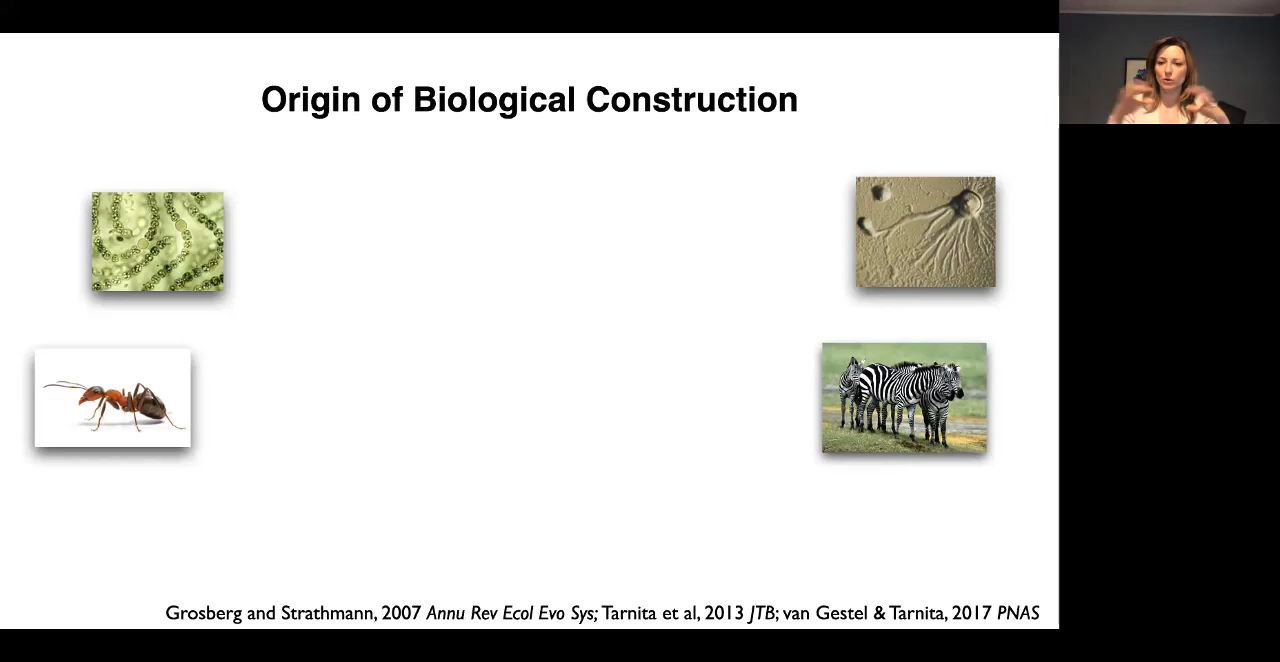 Origin of Biological Construction
Grosberg and Strathmann, 2007 Annu Rev Ecol Evo Sys; Tarnita et al, 2013 JTB; van Gestel & Tarnita, 2017 PNAS